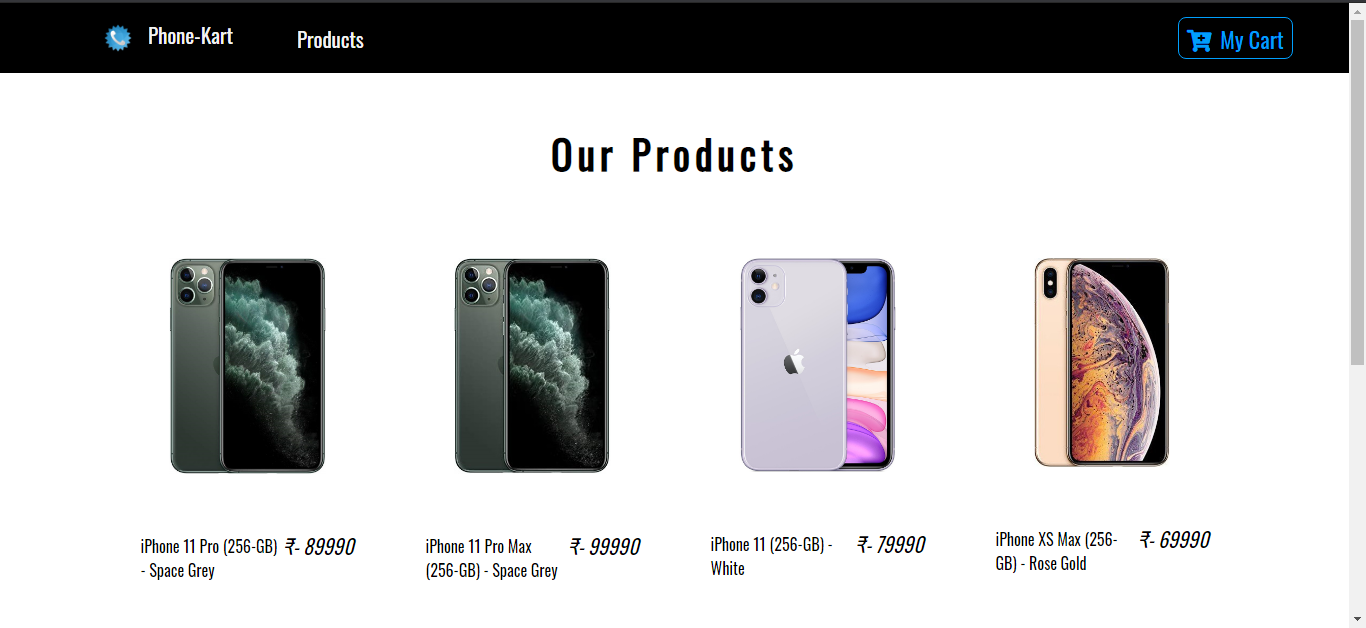 Phone-Kart
Products
My Cart
Our Products
iPhone 11 Pro (256-GB)
- Space Grey
₹- 89990
iPhone 11 Pro Max
(256-GB) - Space Grey
₹- 99990
iPhone 11 (256-GB) -
White
₹- 79990
iPhone XS Max (256-
GB) - Rose Gold
₹- 69990